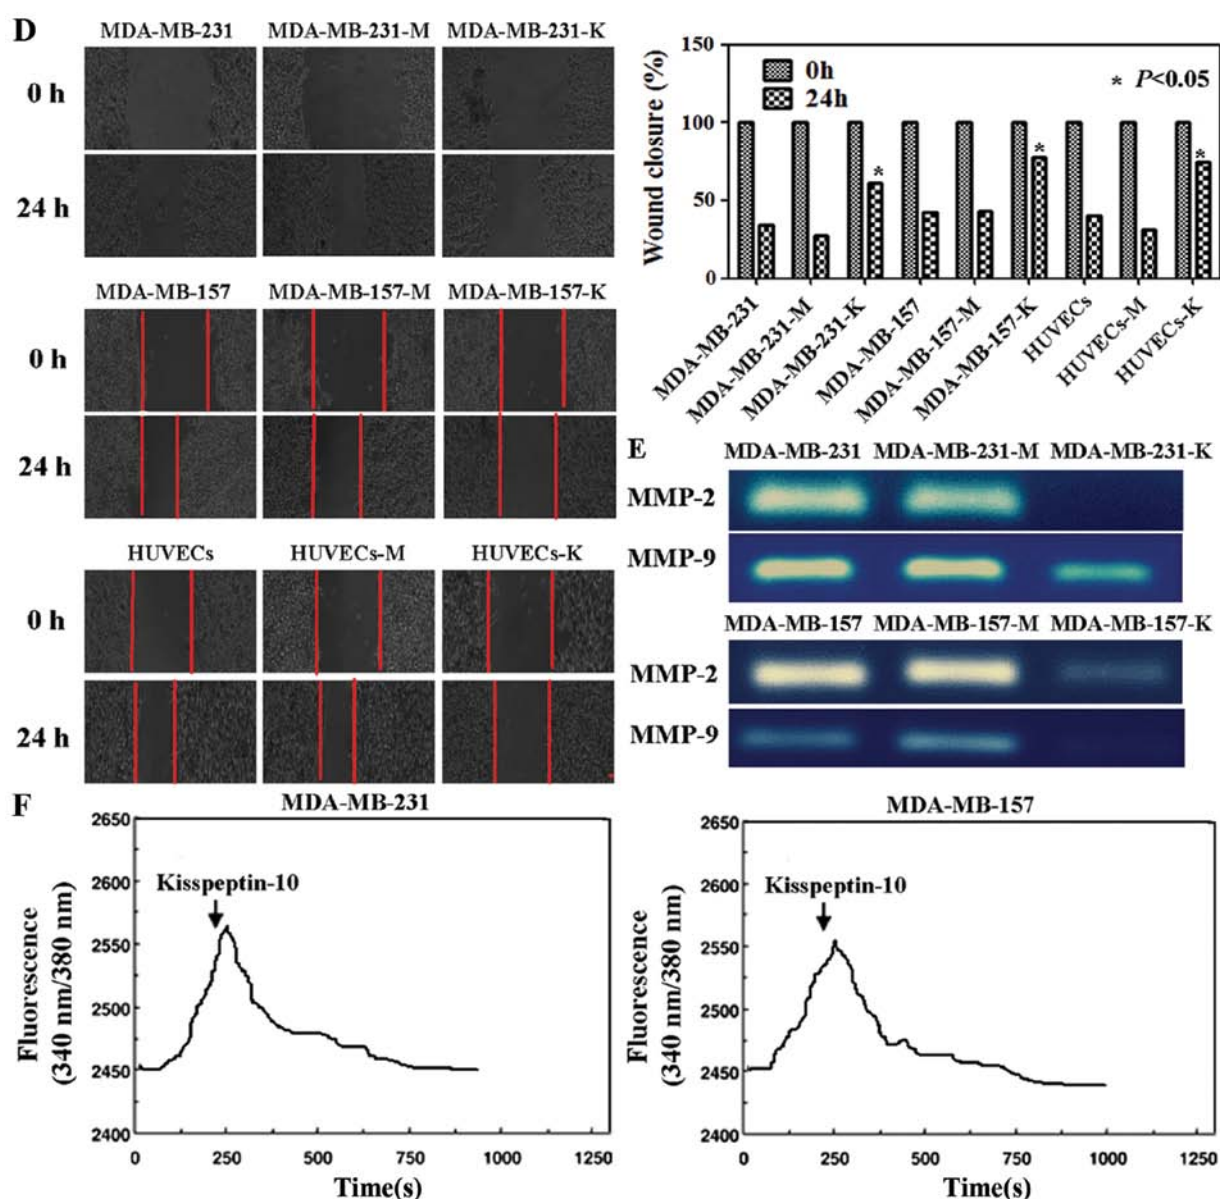 D
MDA-MB-231 MDA-MB-231-M MDA-MB-231-K
0 h
24 h
MDA-MB-157 MDA-MB-157-M MDA-MB-157-K
0 h
24 h
HUVECs HUVECs-M HUVECs-K
0 h
24 h
Wound closure (%)
150
100
50
0
0h
24h
* P<0.05
*
*
*
MDA-MB-231
MDA-MB-231-M
MDA-MB-231-K
MDA-MB-157
MDA-MB-157-M
MDA-MB-157-K
HUVECs
HUVECs-M
HUVECs-K
E
MDA-MB-231 MDA-MB-231-M MDA-MB-231-K
MMP-2
MMP-9
MDA-MB-157 MDA-MB-157-M MDA-MB-157-K
MMP-2
MMP-9
F
MDA-MB-231
Fluorescence
(340 nm/380 nm)
2650
2600
2550
2500
2450
2400
Kisspeptin-10
0 250 500 750 1000 1250
Time(s)
MDA-MB-157
Fluorescence
(340 nm/380 nm)
2650
2600
2550
2500
2450
2400
Kisspeptin-10
0 250 500 750 1000 1250
Time(s)